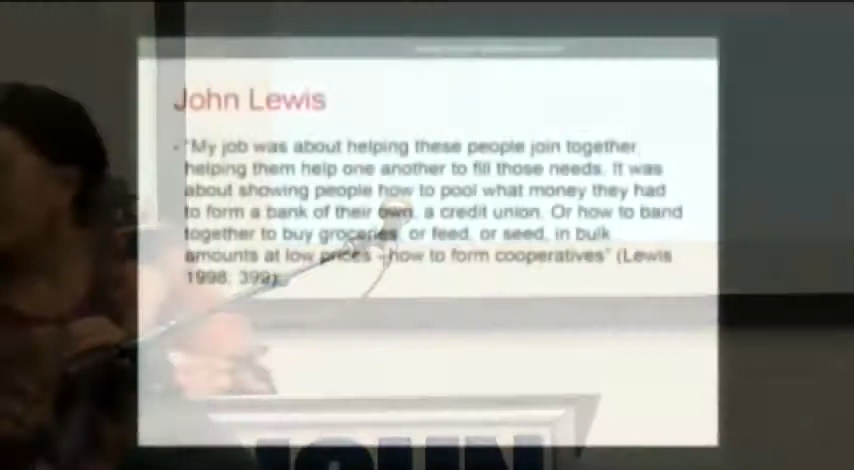 John Lewis
• "My job was about helping these people join together,
helping them help one another to fill those needs. It was
about showing people how to pool what money they had
to form a bank of their own, a credit union. Or how to band
together to buy groceries, or feed, or seed, in bulk
amounts at low prices - how to form cooperatives" (Lewis
1998, 399).
JOHN